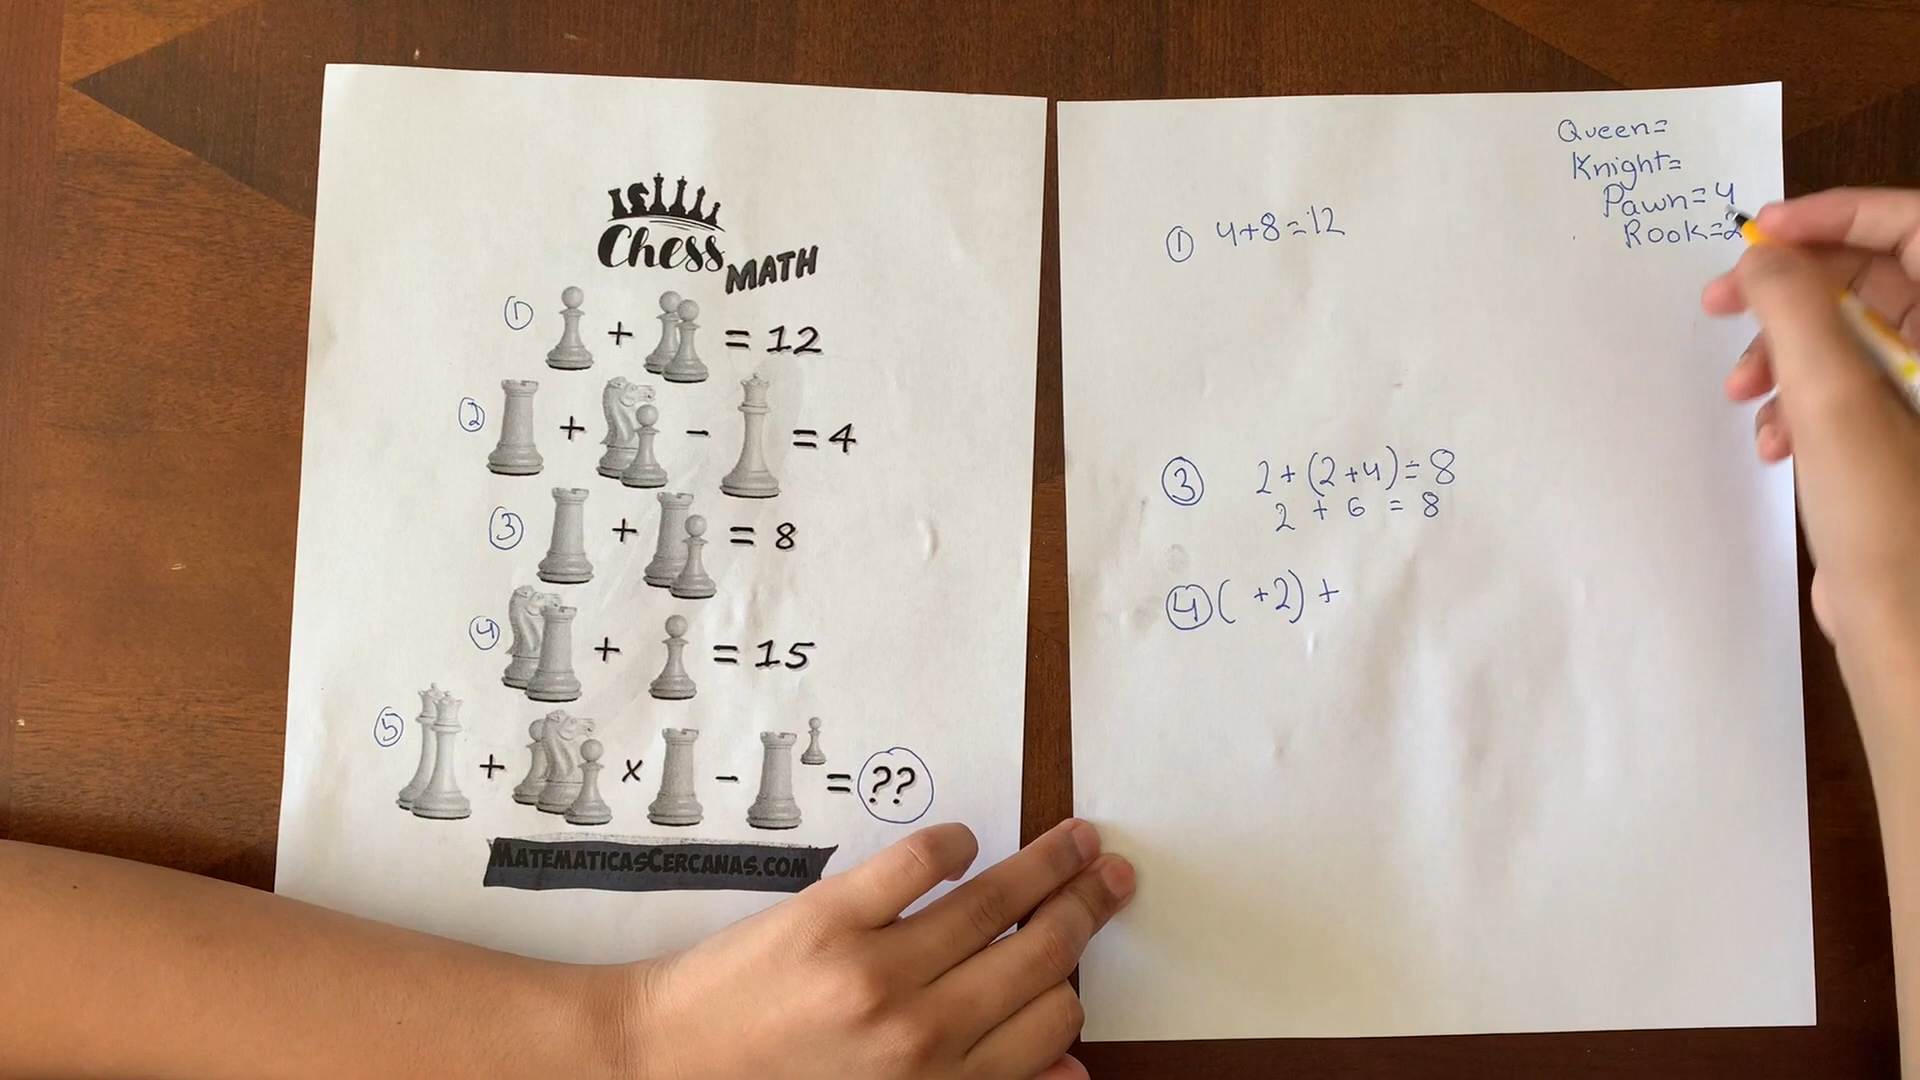 Chess
MATH
① + = 12
② + - = 4
③ + = 8
④ + = 15
⑤ + x - = ??
MATEMATICASCERCANAS.COM
Queen=
Knight=
Pawn=4
Rook=2
① 4+8=12
③ 2+(2+4)=8
2 + 6 = 8
④ ( +2) +